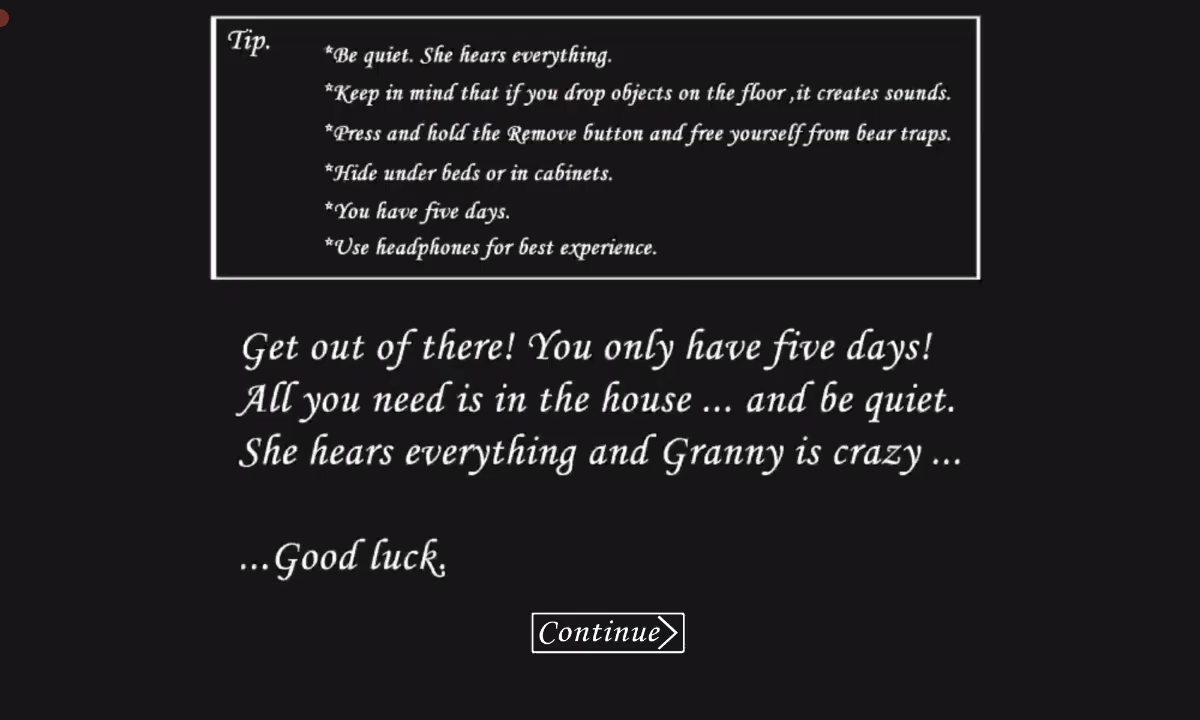 Tip.
*Be quiet. She hears everything.
*Keep in mind that if you drop objects on the floor ,it creates sounds.
*Press and hold the Remove button and free yourself from bear traps.
*Hide under beds or in cabinets.
*You have five days.
*Use headphones for best experience.
Get out of there! You only have five days!
All you need is in the house ... and be quiet.
She hears everything and Granny is crazy ...
...Good luck.
Continue